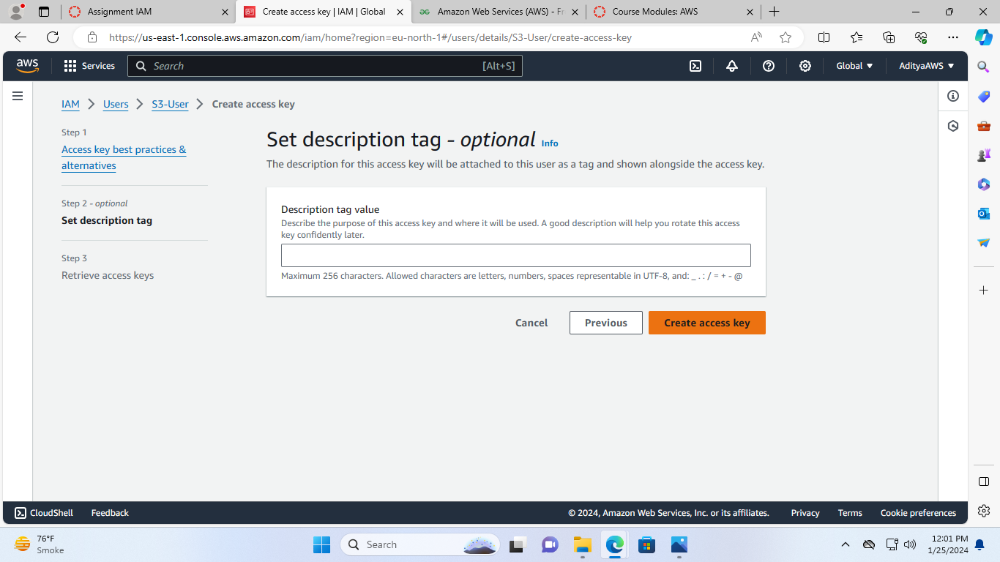 Assignment IAM
Create access key | IAM | Global
Amazon Web Services (AWS) - Fr
Course Modules: AWS
https://us-east-1.console.aws.amazon.com/iam/home?region=eu-north-1#/users/details/S3-User/create-access-key
aws
Services
Search
[Alt+S]
Global
AdityaAWS
IAM
Users
S3-User
Create access key
Step 1
Access key best practices &
alternatives
Step 2 - optional
Set description tag
Step 3
Retrieve access keys
Set description tag - optional Info
The description for this access key will be attached to this user as a tag and shown alongside the access key.
Description tag value
Describe the purpose of this access key and where it will be used. A good description will help you rotate this access
key confidently later.
Maximum 256 characters. Allowed characters are letters, numbers, spaces representable in UTF-8, and: _ . : / = + - @
Cancel
Previous
Create access key
CloudShell
Feedback
© 2024, Amazon Web Services, Inc. or its affiliates.
Privacy
Terms
Cookie preferences
76°F
Smoke
Search
12:01 PM
1/25/2024